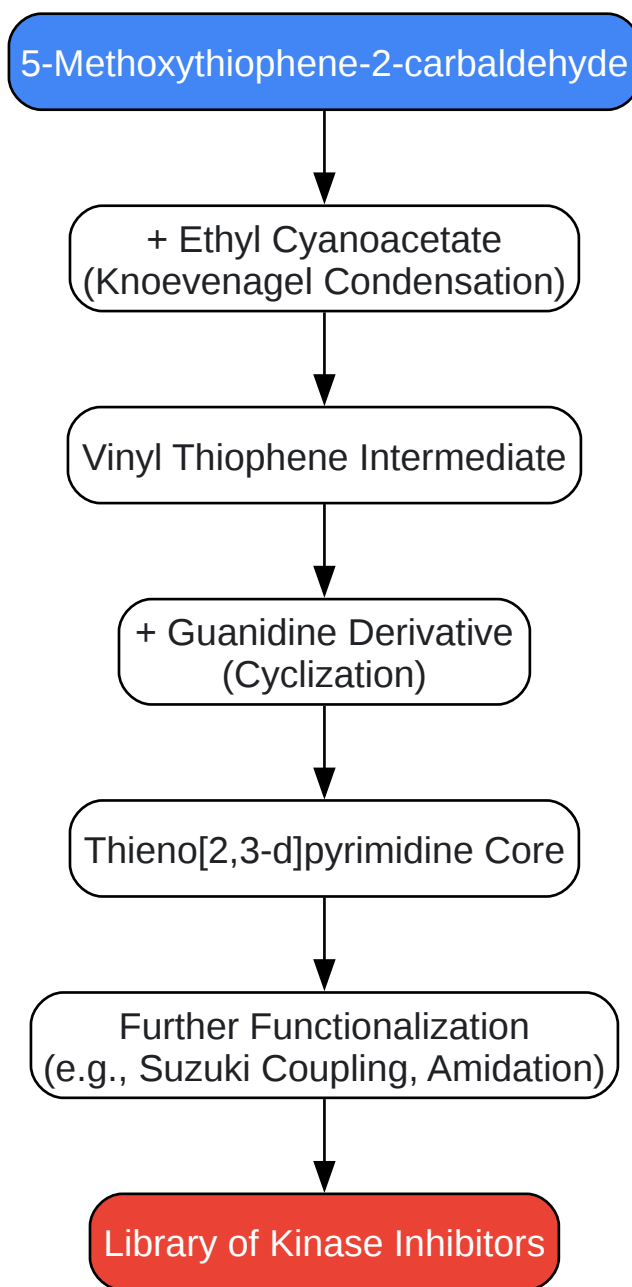 5-Methoxythiophene-2-carbaldehyde
+ Ethyl Cyanoacetate
(Knoevenagel Condensation)
Vinyl Thiophene Intermediate
+ Guanidine Derivative
(Cyclization)
Thieno[2,3-d]pyrimidine Core
Further Functionalization
(e.g., Suzuki Coupling, Amidation)
Library of Kinase Inhibitors